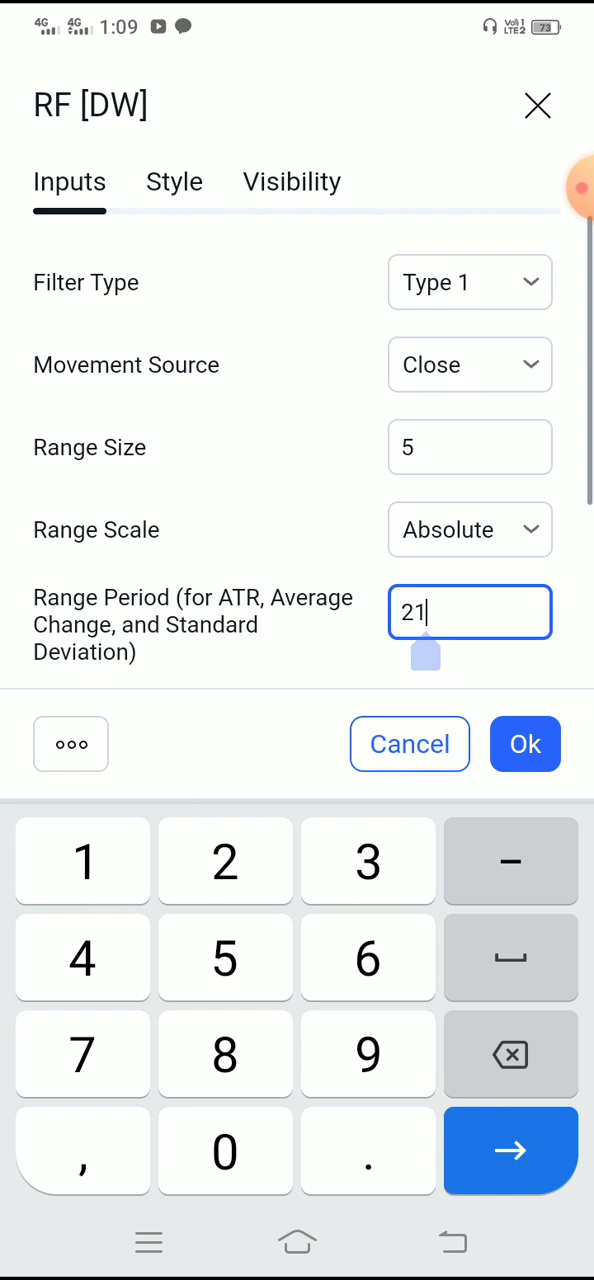 4G 4G 1:09 Vo)) 1 LTE2 73
RF [DW]
Inputs Style Visibility
Filter Type Type 1
Movement Source Close
Range Size 5
Range Scale Absolute
Range Period (for ATR, Average
Change, and Standard
Deviation) 21
Cancel Ok
1 2 3 –
4 5 6
7 8 9
, 0 .